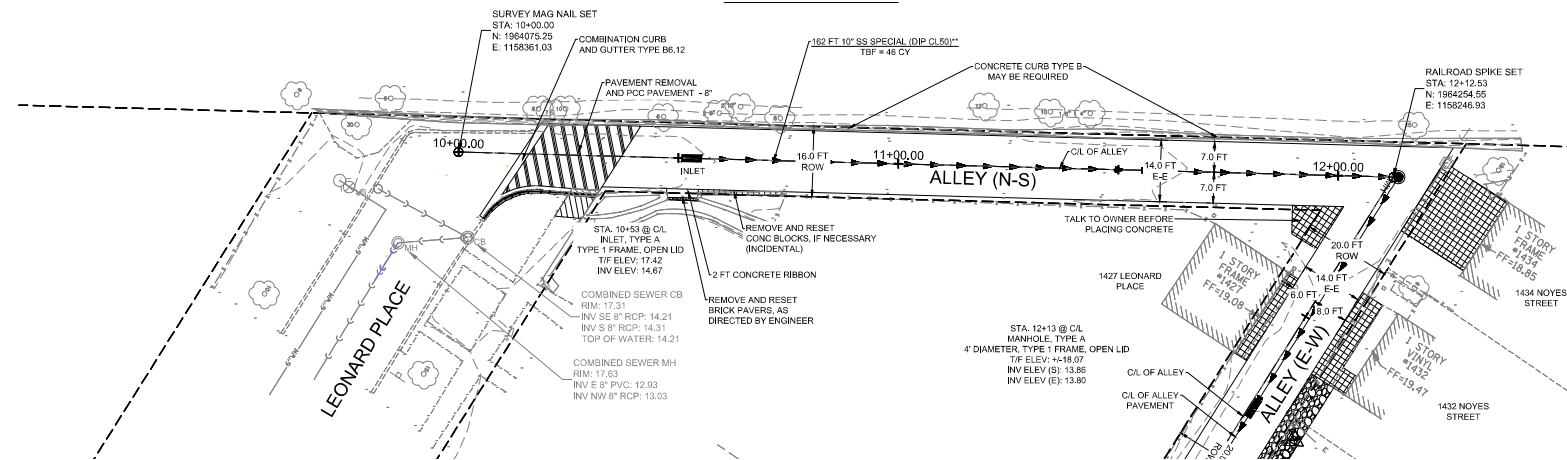 SURVEY MAG NAIL SET
STA: 10+00.00
N: 1964075.25
E: 1158361.03
COMBINATION CURB
AND GUTTER TYPE B6.12
PAVEMENT REMOVAL
AND PCC PAVEMENT - 8"
162 FT 10" SS SPECIAL (DIP CL50)**
TBF = 46 CY
CONCRETE CURB TYPE B
MAY BE REQUIRED
RAILROAD SPIKE SET
STA: 12+12.53
N: 1964254.55
E: 1158246.93
10+00.00
INLET
16.0 FT
ROW
11+00.00
ALLEY (N-S)
C/L OF ALLEY
14.0 FT
E-E
7.0 FT
7.0 FT
12+00.00
TALK TO OWNER BEFORE
PLACING CONCRETE
STA. 10+53 @ C/L
INLET, TYPE A
TYPE 1 FRAME, OPEN LID
T/F ELEV: 17.42
INV ELEV: 14.67
REMOVE AND RESET
CONC BLOCKS, IF NECESSARY
(INCIDENTAL)
2 FT CONCRETE RIBBON
REMOVE AND RESET
BRICK PAVERS, AS
DIRECTED BY ENGINEER
CB
MH
COMBINED SEWER CB
RIM: 17.31
INV SE 8" RCP: 14.21
INV S 8" RCP: 14.31
TOP OF WATER: 14.21
COMBINED SEWER MH
RIM: 17.63
INV E 8" PVC: 12.93
INV NW 8" RCP: 13.03
LEONARD PLACE
6"WM
6"WM
1427 LEONARD
PLACE
1 STORY
FRAME
#1427
FF=19.08
20.0 FT
ROW
14.0 FT
E-E
6.0 FT
8.0 FT
1 STORY
FRAME
#1434
FF=18.85
1434 NOYES
STREET
1 STORY
VINYL
#1432
FF=19.47
1432 NOYES
STREET
STA. 12+13 @ C/L
MANHOLE, TYPE A
4' DIAMETER, TYPE 1 FRAME, OPEN LID
T/F ELEV: +/-18.07
INV ELEV (S): 13.86
INV ELEV (E): 13.80
C/L OF ALLEY
C/L OF ALLEY
PAVEMENT
ALLEY (E-W)
E